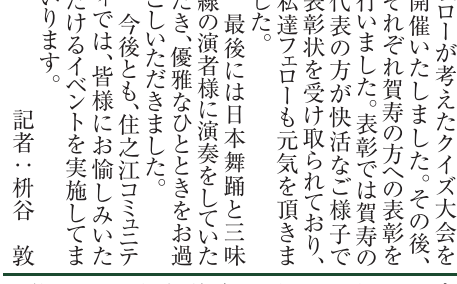 ェローが考えたクイズ大会を
開催いたしました。その後、
それぞれ賀寿の方への表彰を
行いました。表彰では賀寿の
代表の方が快活なご様子で
表彰状を受け取られており、
私達フェローも元気を頂きま
した。
最後には日本舞踊と三味
線の演者様に演奏をしていた
だき、優雅なひとときをお過
ごしいただきました。
今後とも、住之江コミュニテ
ィでは、皆様にお愉しみいた
だけるイベントを実施してま
いります。
記者：枡谷　敦